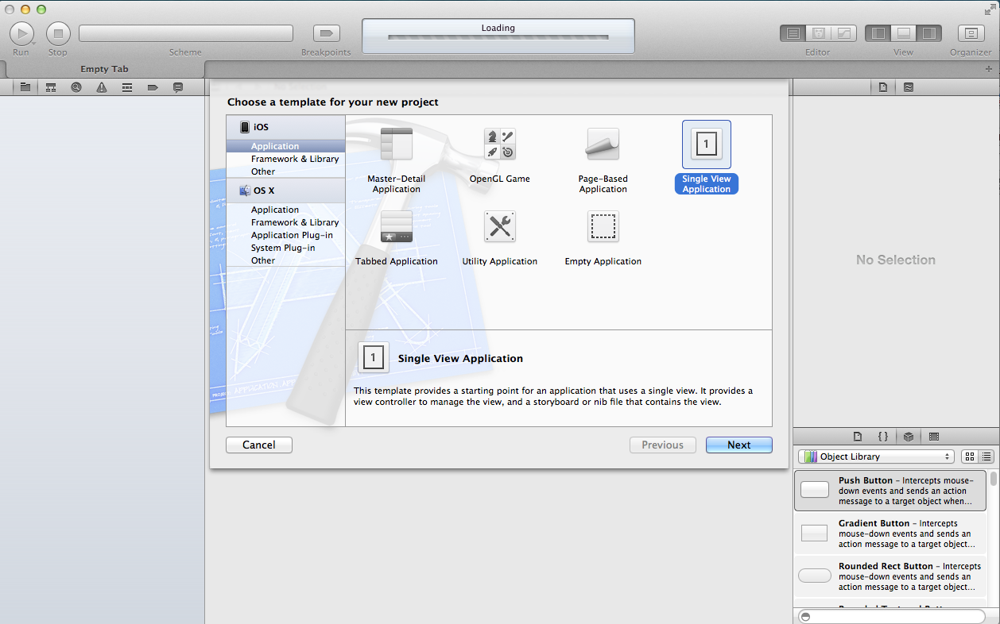 Loading
Run
Stop
Scheme
Breakpoints
Editor
View
Organizer
Empty Tab
Choose a template for your new project
iOS
Application
Framework & Library
Other
OS X
Application
Framework & Library
Application Plug-in
System Plug-in
Other
Master-Detail
Application
OpenGL Game
Page-Based
Application
1
Single View
Application
Tabbed Application
Utility Application
Empty Application
1
Single View Application
This template provides a starting point for an application that uses a single view. It provides a
view controller to manage the view, and a storyboard or nib file that contains the view.
Cancel
Previous
Next
No Selection
{ }
Object Library
Push Button – Intercepts mouse-
down events and sends an action
message to a target object when...
Gradient Button – Intercepts
mouse-down events and sends an
action message to a target object...
Rounded Rect Button – Intercepts
mouse-down events and sends an
action message to a target object...